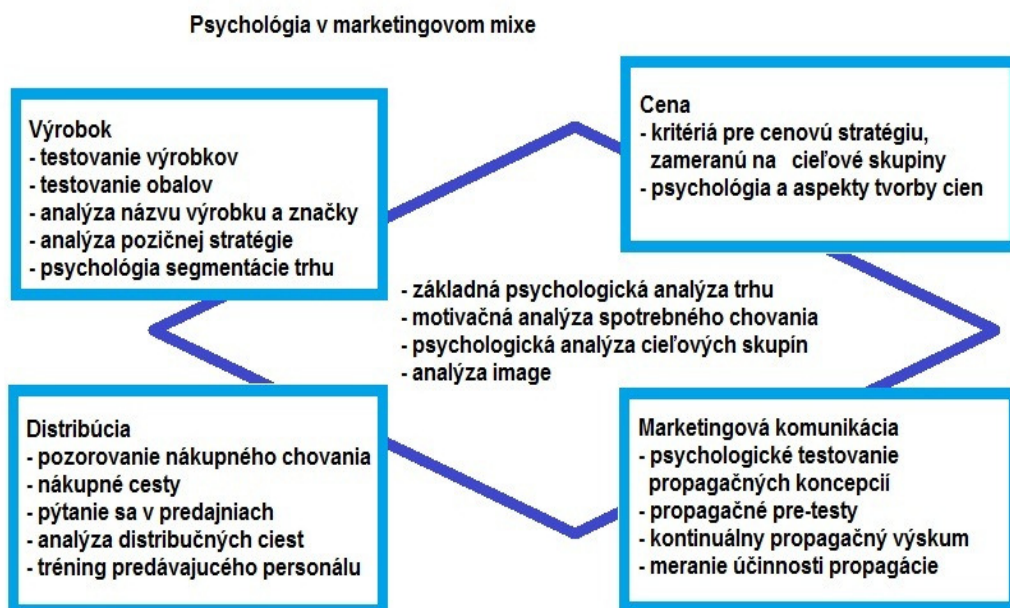 Psychológia v marketingovom mixe
Výrobok
- testovanie výrobkov
- testovanie obalov
- analýza názvu výrobku a značky
- analýza pozičnej stratégie
- psychológia segmentácie trhu
Cena
- kritériá pre cenovú stratégiu,
zameranú na cieľové skupiny
- psychológia a aspekty tvorby cien
- základná psychologická analýza trhu
- motivačná analýza spotrebného chovania
- psychologická analýza cieľových skupín
- analýza image
Distribúcia
- pozorovanie nákupného chovania
- nákupné cesty
- pýtanie sa v predajniach
- analýza distribučných ciest
- tréning predávajucého personálu
Marketingová komunikácia
- psychologické testovanie
propagačných koncepcií
- propagačné pre-testy
- kontinuálny propagačný výskum
- meranie účinnosti propagácie